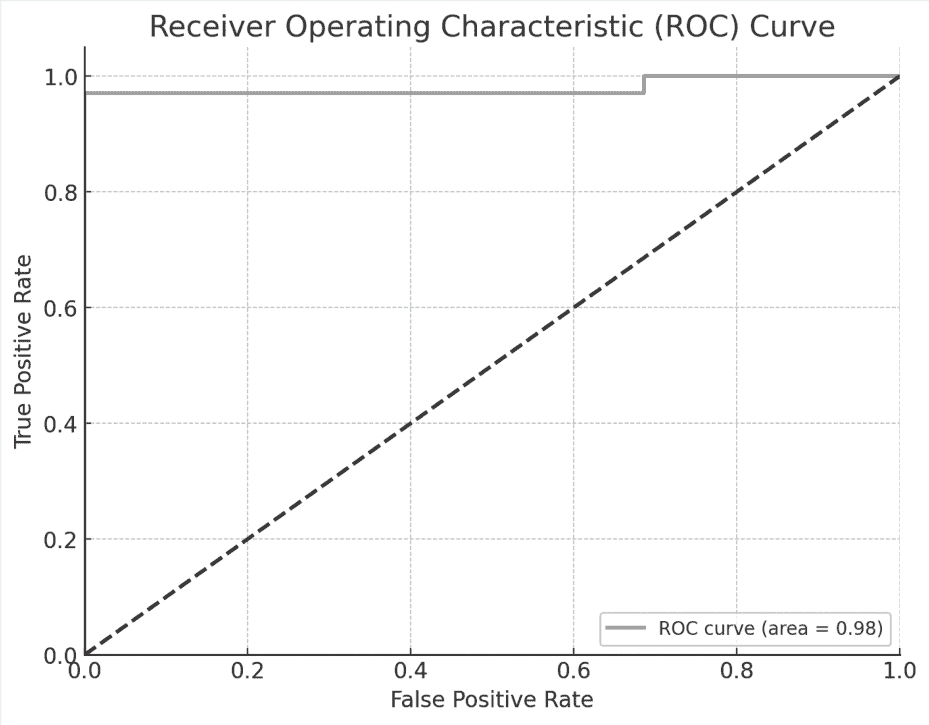 Receiver Operating Characteristic (ROC) Curve
1.0
0.8
0.6
0.4
0.2
0.0
True Positive Rate
0.0 0.2 0.4 0.6 0.8 1.0
False Positive Rate
ROC curve (area = 0.98)